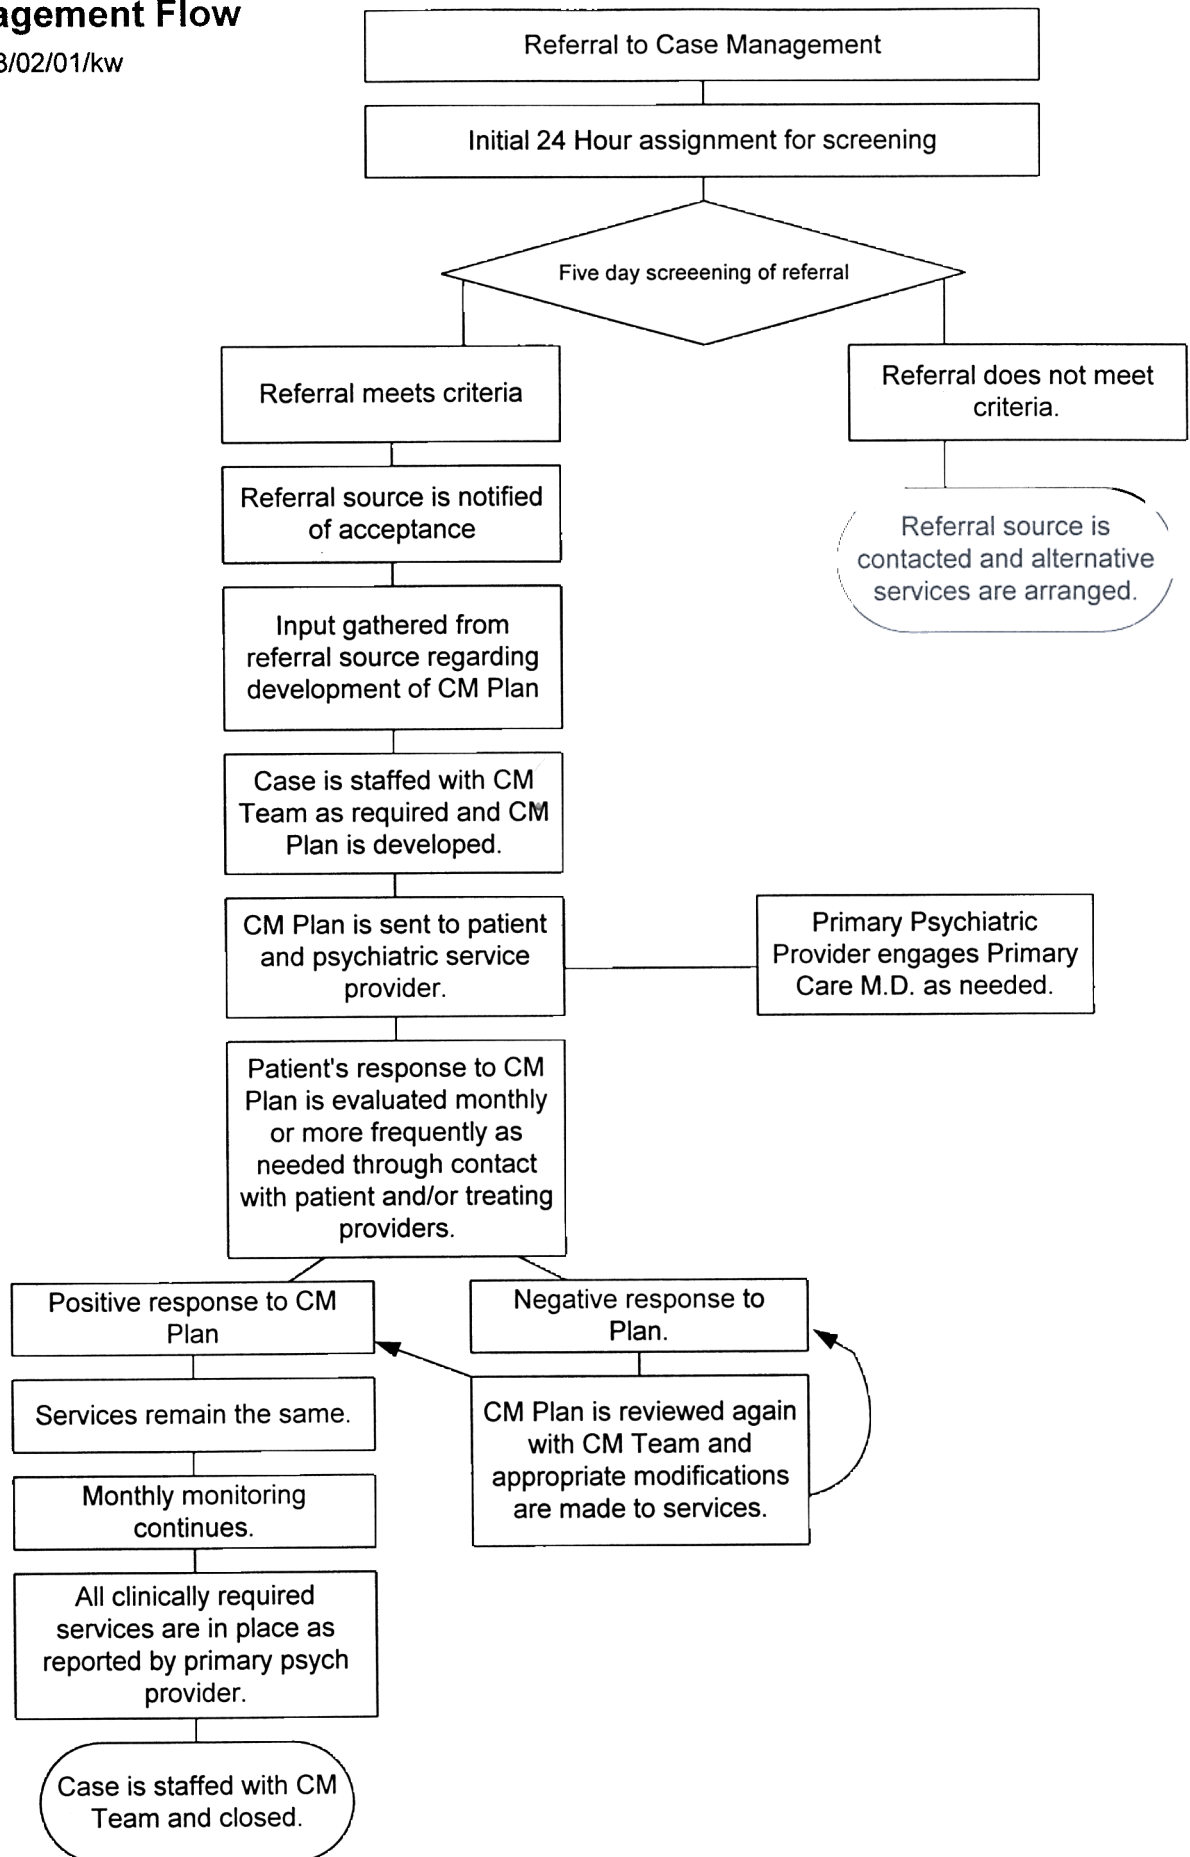 agement Flow
3/02/01/kw
Referral to Case Management
Initial 24 Hour assignment for screening
Five day screeening of referral
Referral meets criteria
Referral does not meet
criteria.
Referral source is notified
of acceptance
Referral source is
contacted and alternative
services are arranged.
Input gathered from
referral source regarding
development of CM Plan
Case is staffed with CM
Team as required and CM
Plan is developed.
CM Plan is sent to patient
and psychiatric service
provider.
Primary Psychiatric
Provider engages Primary
Care M.D. as needed.
Patient's response to CM
Plan is evaluated monthly
or more frequently as
needed through contact
with patient and/or treating
providers.
Positive response to CM
Plan
Negative response to
Plan.
Services remain the same.
CM Plan is reviewed again
with CM Team and
appropriate modifications
are made to services.
Monthly monitoring
continues.
All clinically required
services are in place as
reported by primary psych
provider.
Case is staffed with CM
Team and closed.